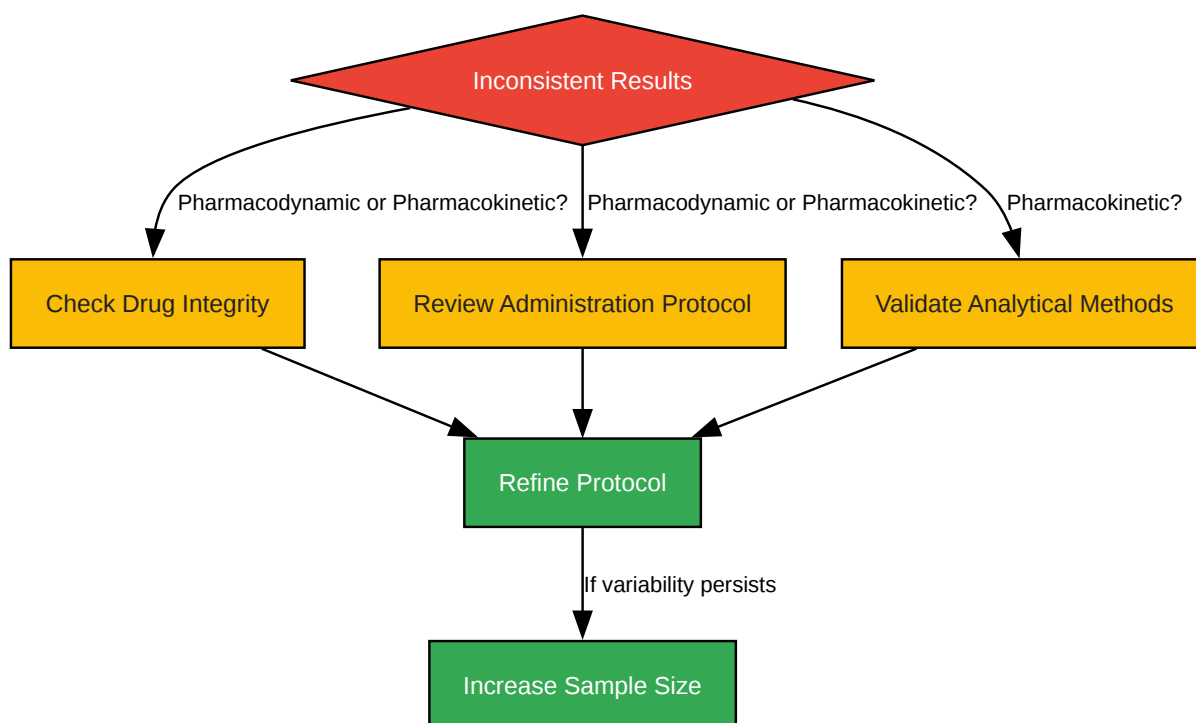 Inconsistent Results
Pharmacodynamic or Pharmacokinetic?
Pharmacodynamic or Pharmacokinetic?
Pharmacokinetic?
Check Drug Integrity
Review Administration Protocol
Validate Analytical Methods
Refine Protocol
If variability persists
Increase Sample Size